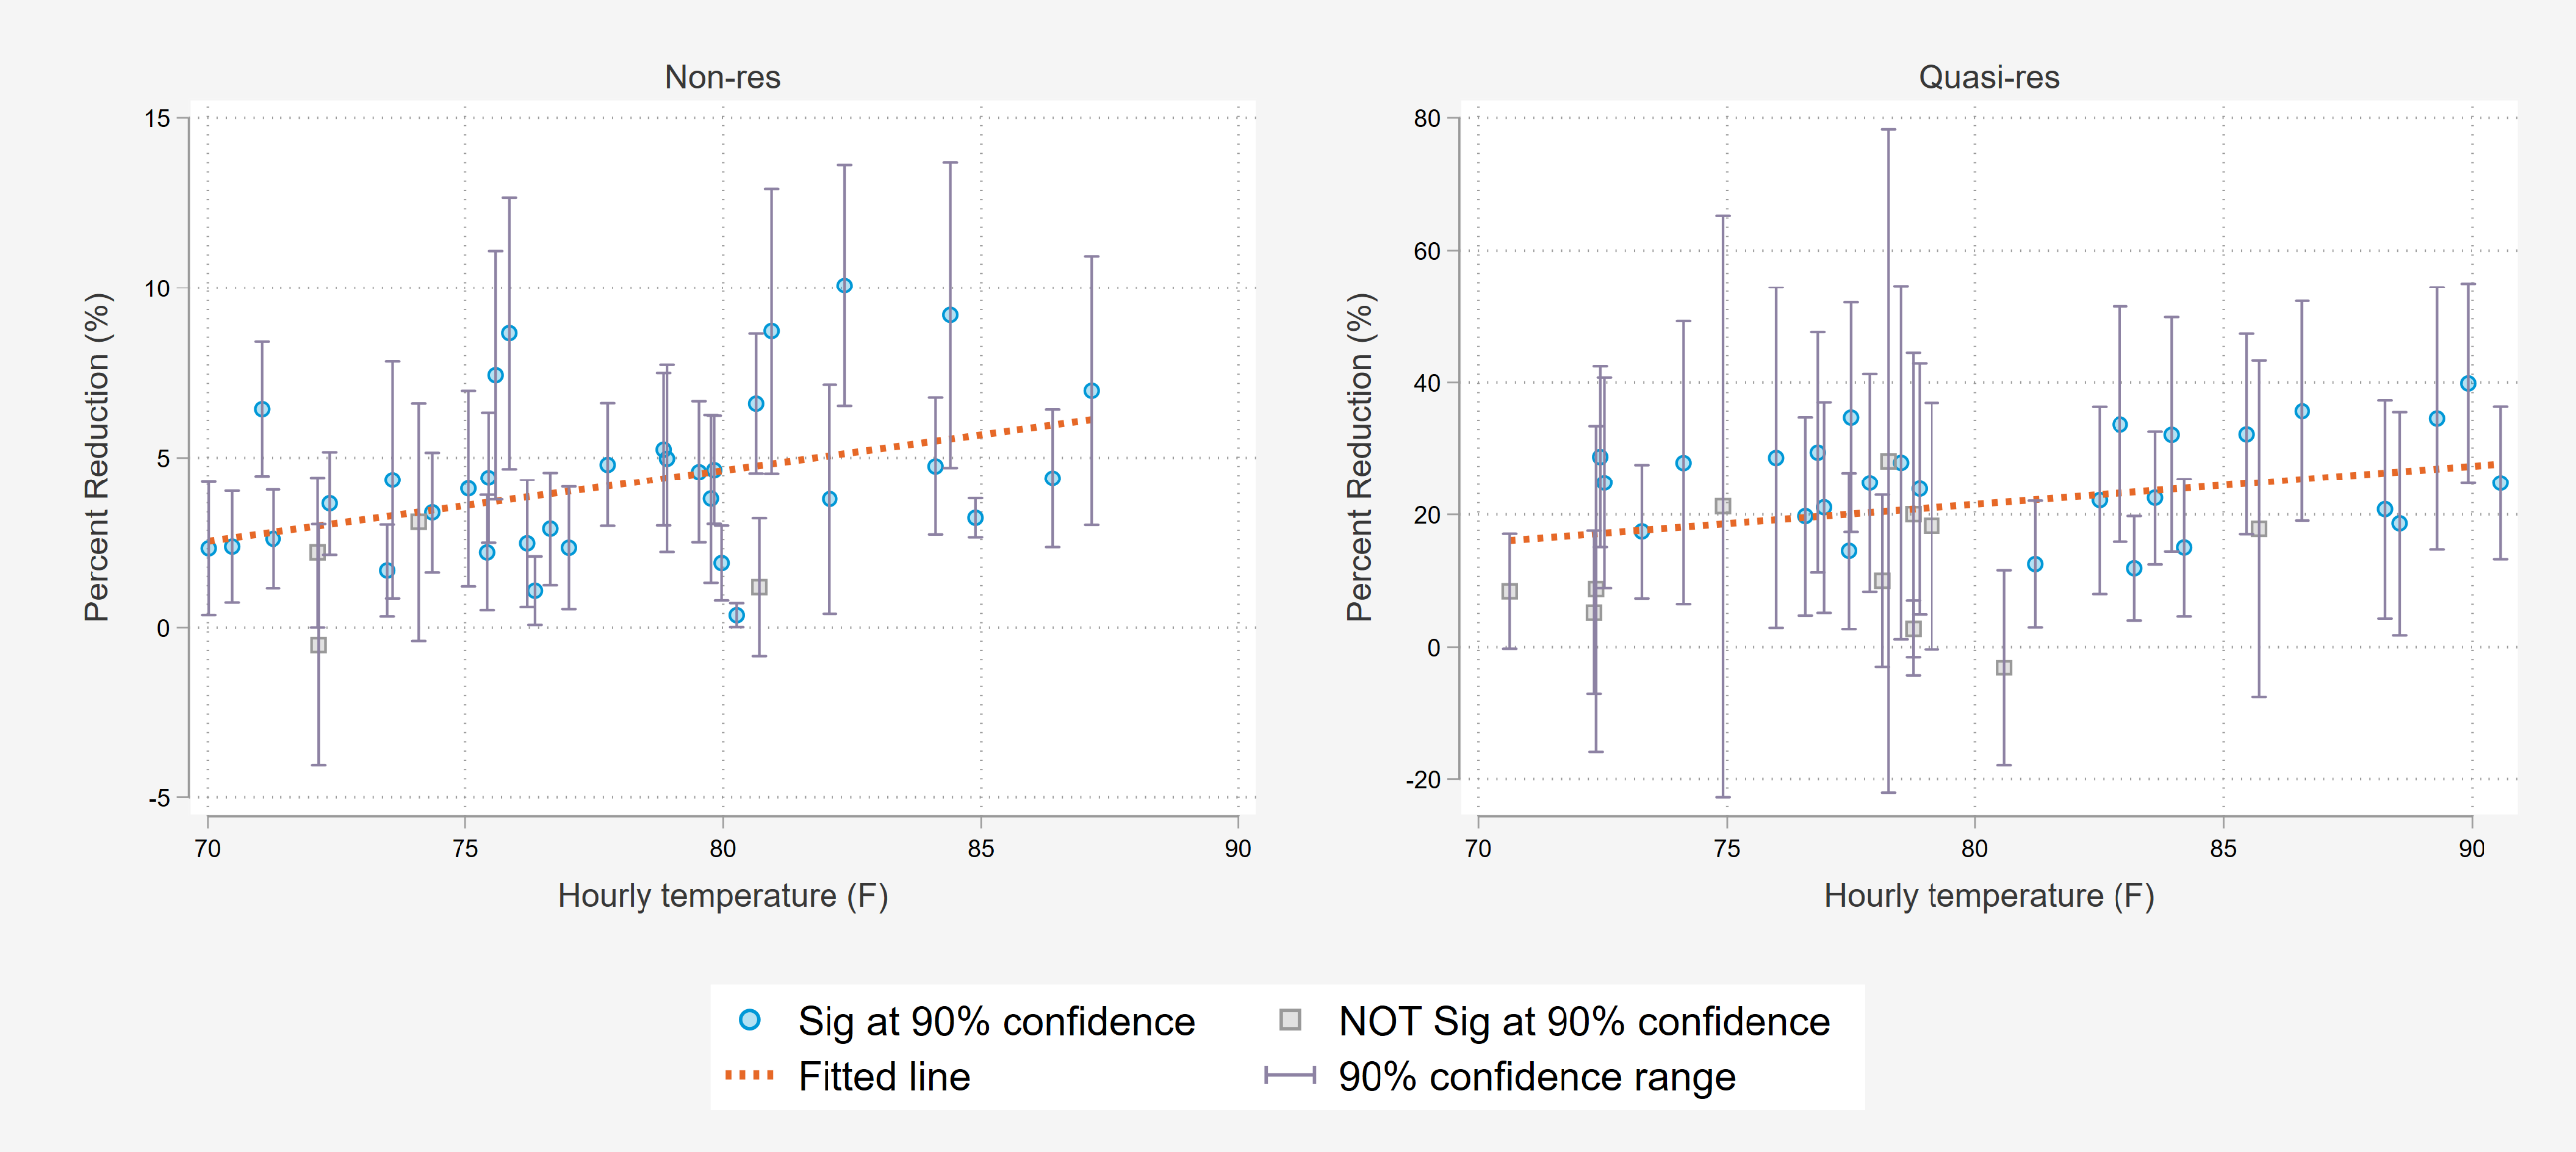 Non-res
Quasi-res
Percent Reduction (%)
15
10
5
0
-5
70 75 80 85 90
Hourly temperature (F)
Percent Reduction (%)
80
60
40
20
0
-20
70 75 80 85 90
Hourly temperature (F)
Sig at 90% confidence
NOT Sig at 90% confidence
Fitted line
90% confidence range